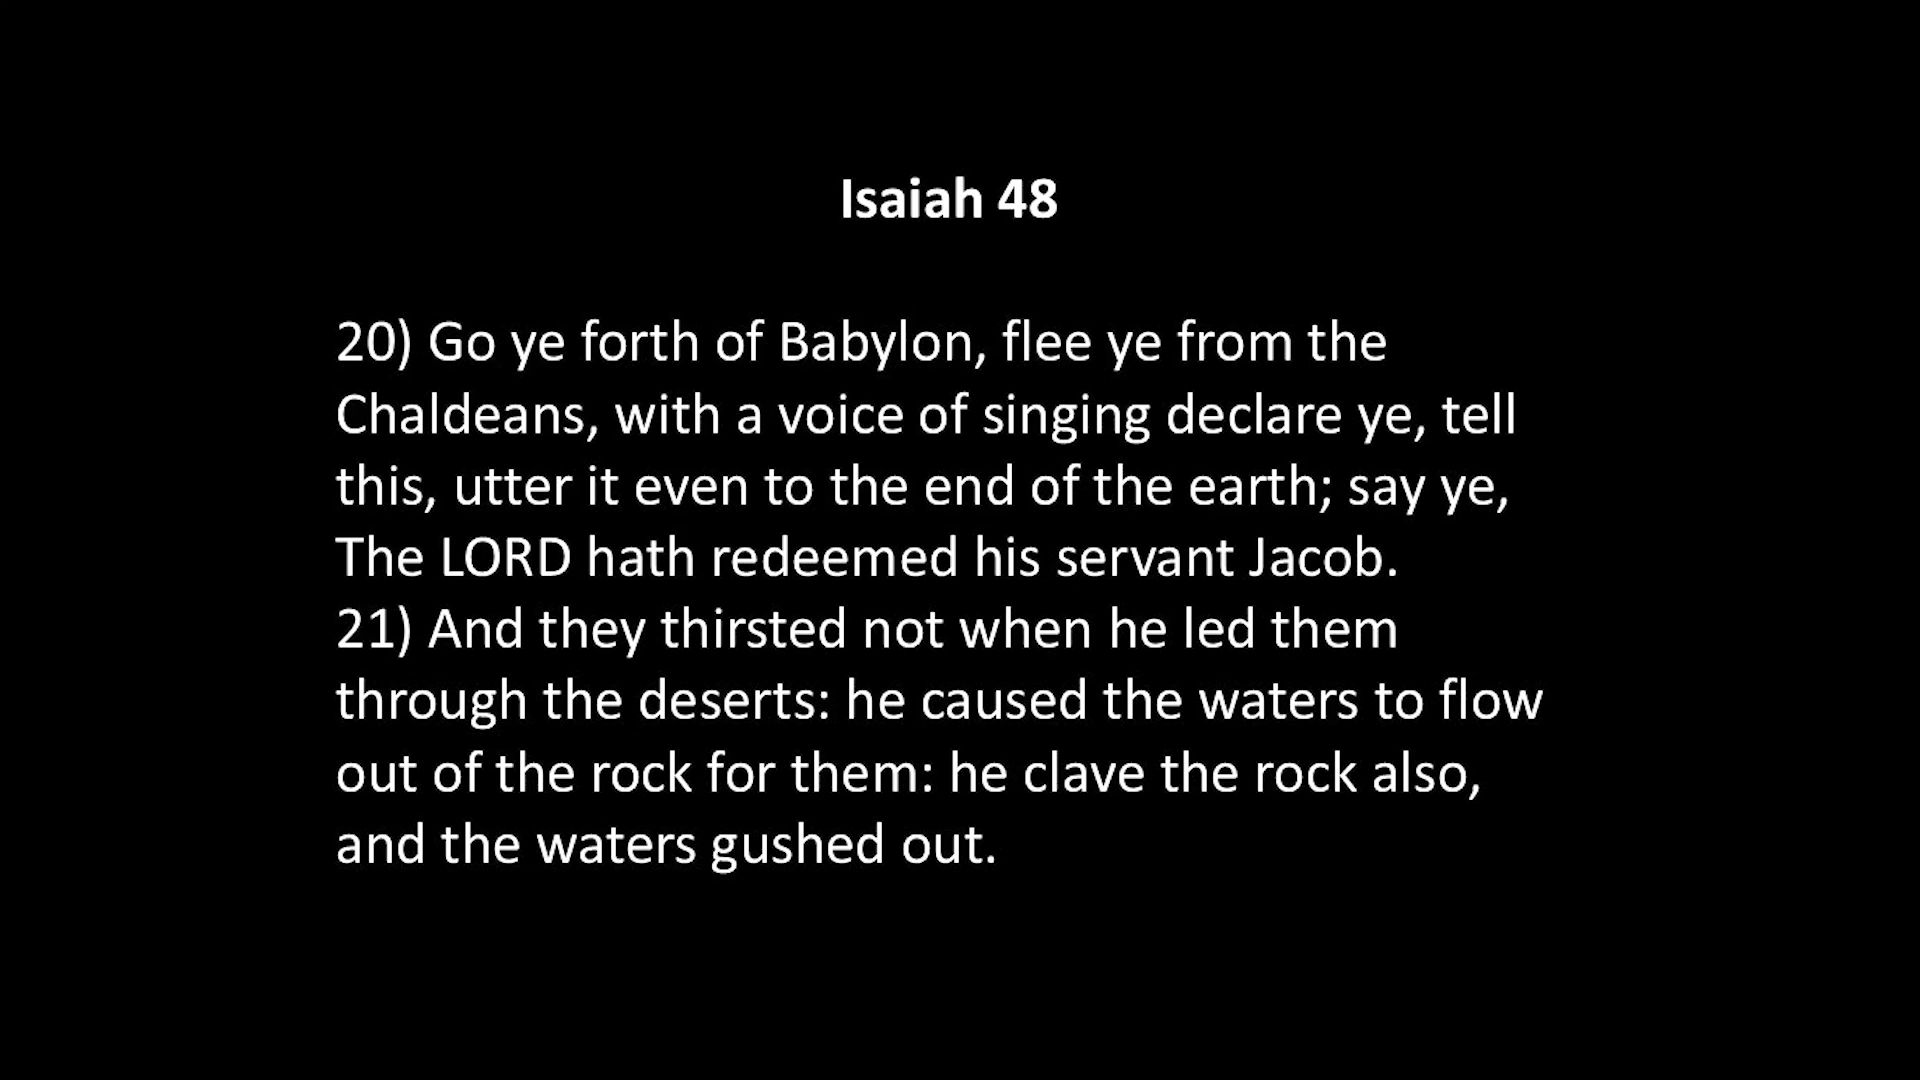 Isaiah 48
20) Go ye forth of Babylon, flee ye from the
Chaldeans, with a voice of singing declare ye, tell
this, utter it even to the end of the earth; say ye,
The LORD hath redeemed his servant Jacob.
21) And they thirsted not when he led them
through the deserts: he caused the waters to flow
out of the rock for them: he clave the rock also,
and the waters gushed out.